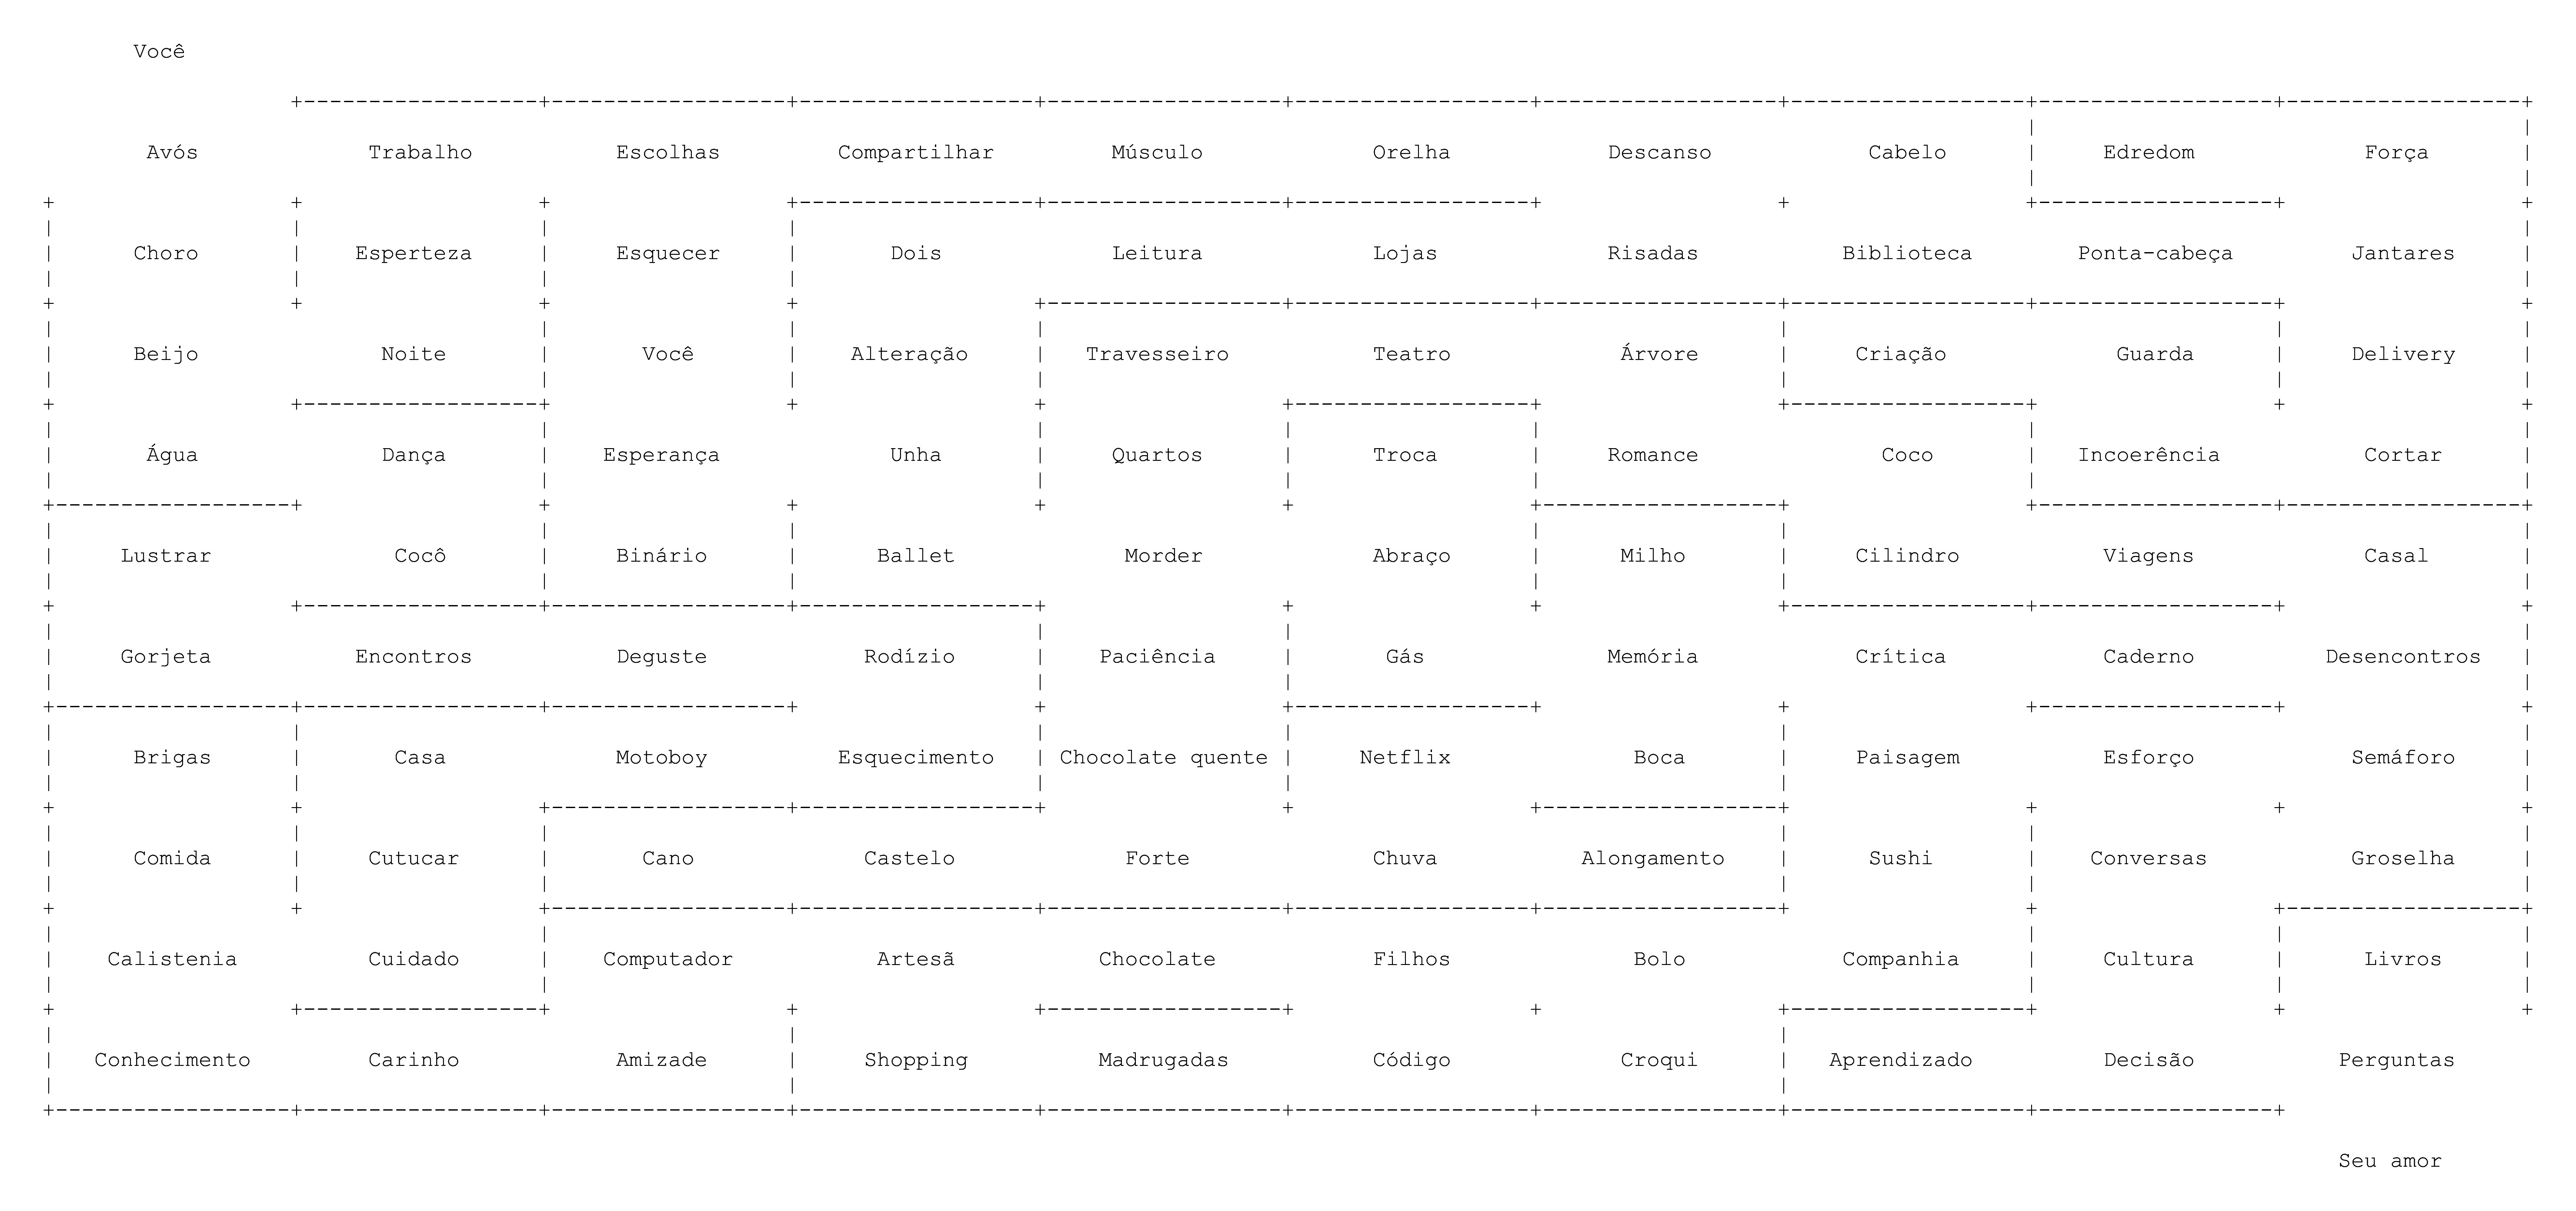 Você
Avós Trabalho Escolhas Compartilhar Músculo Orelha Descanso Cabelo Edredom Força
Choro Esperteza Esquecer Dois Leitura Lojas Risadas Biblioteca Ponta-cabeça Jantares
Beijo Noite Você Alteração Travesseiro Teatro Árvore Criação Guarda Delivery
Água Dança Esperança Unha Quartos Troca Romance Coco Incoerência Cortar
Lustrar Cocô Binário Ballet Morder Abraço Milho Cilindro Viagens Casal
Gorjeta Encontros Deguste Rodízio Paciência Gás Memória Crítica Caderno Desencontros
Brigas Casa Motoboy Esquecimento Chocolate quente Netflix Boca Paisagem Esforço Semáforo
Comida Cutucar Cano Castelo Forte Chuva Alongamento Sushi Conversas Groselha
Calistenia Cuidado Computador Artesã Chocolate Filhos Bolo Companhia Cultura Livros
Conhecimento Carinho Amizade Shopping Madrugadas Código Croqui Aprendizado Decisão Perguntas
Seu amor